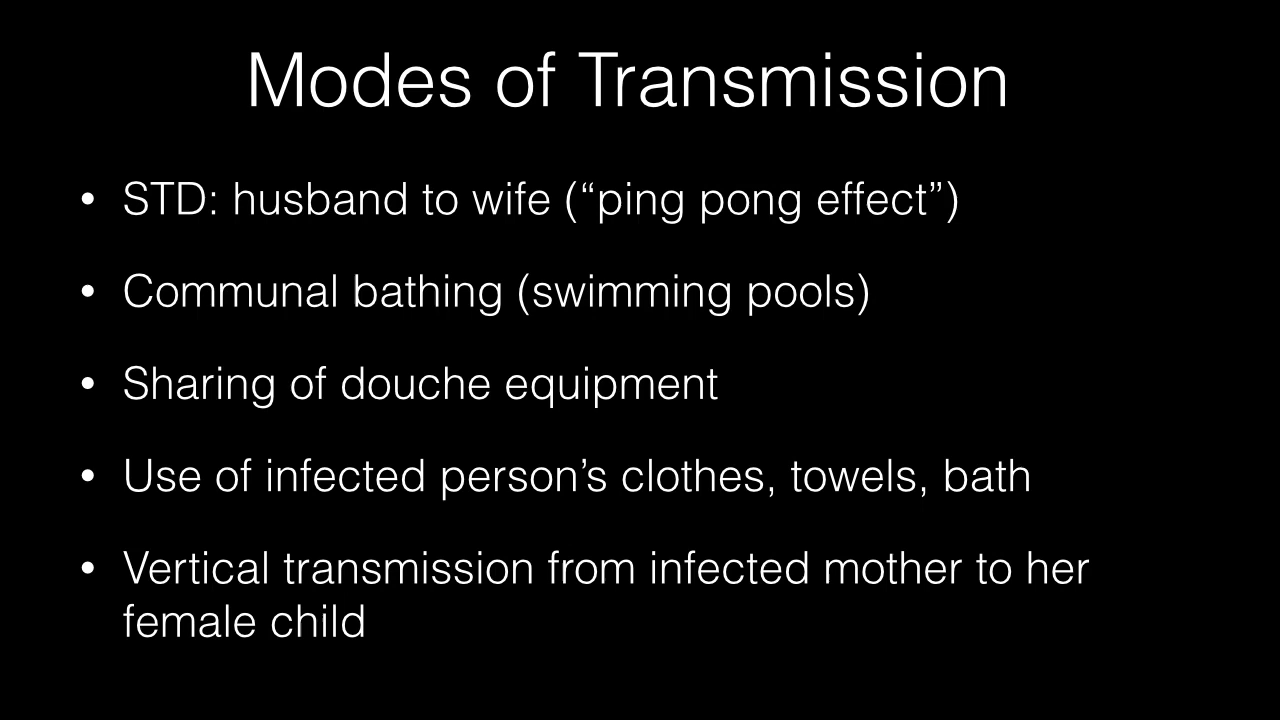 Modes of Transmission
• STD: husband to wife (“ping pong effect”)
• Communal bathing (swimming pools)
• Sharing of douche equipment
• Use of infected person’s clothes, towels, bath
• Vertical transmission from infected mother to her
female child